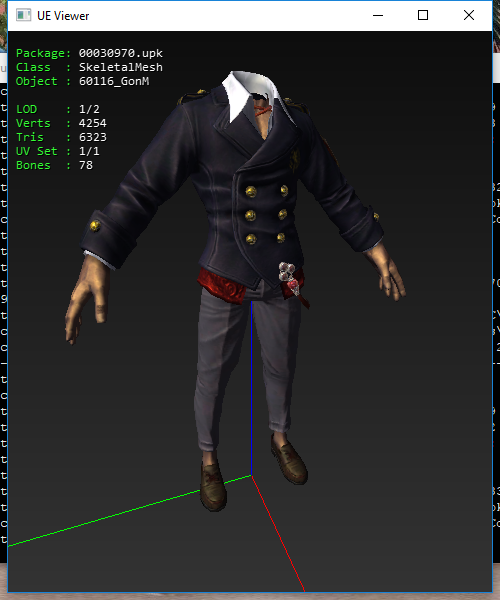 UE Viewer
Package: 00030970.upk
Class : SkeletalMesh
Object : 60116_GonM
LOD : 1/2
Verts : 4254
Tris : 6323
UV Set : 1/1
Bones : 78